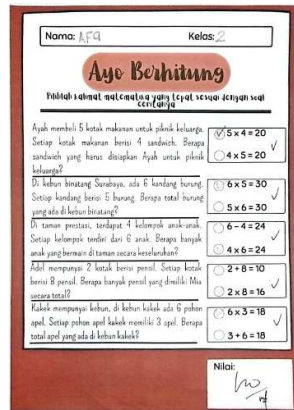 Nama: AFA
Kelas: 2
Ayo Berhitung
Pilihlah kalimat matematika yang tepat sesuai dengan soal
ceritanya
Ayah membeli 5 kotak makanan untuk piknik keluarga.
Setiap kotak makanan berisi 4 sandwich. Berapa
sandwich yang harus disiapkan Ayah untuk piknik
keluarga?
5 x 4 = 20
4 x 5 = 20
Di kebun binatang Surabaya, ada 6 kandang burung.
Setiap kandang berisi 5 burung. Berapa total burung
yang ada di kebun binatang?
6 x 5 = 30
5 x 6 = 30
Di taman prestasi, terdapat 4 kelompok anak-anak.
Setiap kelompok terdiri dari 6 anak. Berapa banyak
anak yang bermain di taman secara keseluruhan?
6 - 4 = 24
4 x 6 = 24
Adel mempunyai 2 kotak berisi pensil. Setiap kotak
berisi 8 pensil. Berapa banyak pensil yang dimiliki Mia
secara total?
2 + 8 = 10
2 x 8 = 16
Kakek mempunyai kebun, di kebun kakek ada 6 pohon
apel. Setiap pohon apel kakek memiliki 3 apel. Berapa
total apel yang ada di kebun kakek?
6 x 3 = 18
3 + 6 = 18
Nilai: